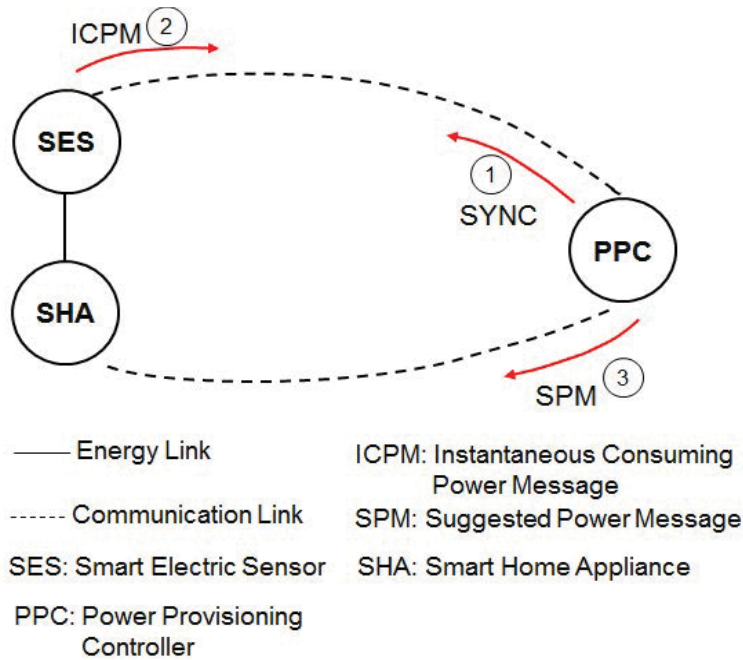 ICPM 2
SES
1
SYNC
PPC
SHA
SPM 3
Energy Link
Communication Link
SES: Smart Electric Sensor
PPC: Power Provisioning
Controller
ICPM: Instantaneous Consuming
Power Message
SPM: Suggested Power Message
SHA: Smart Home Appliance